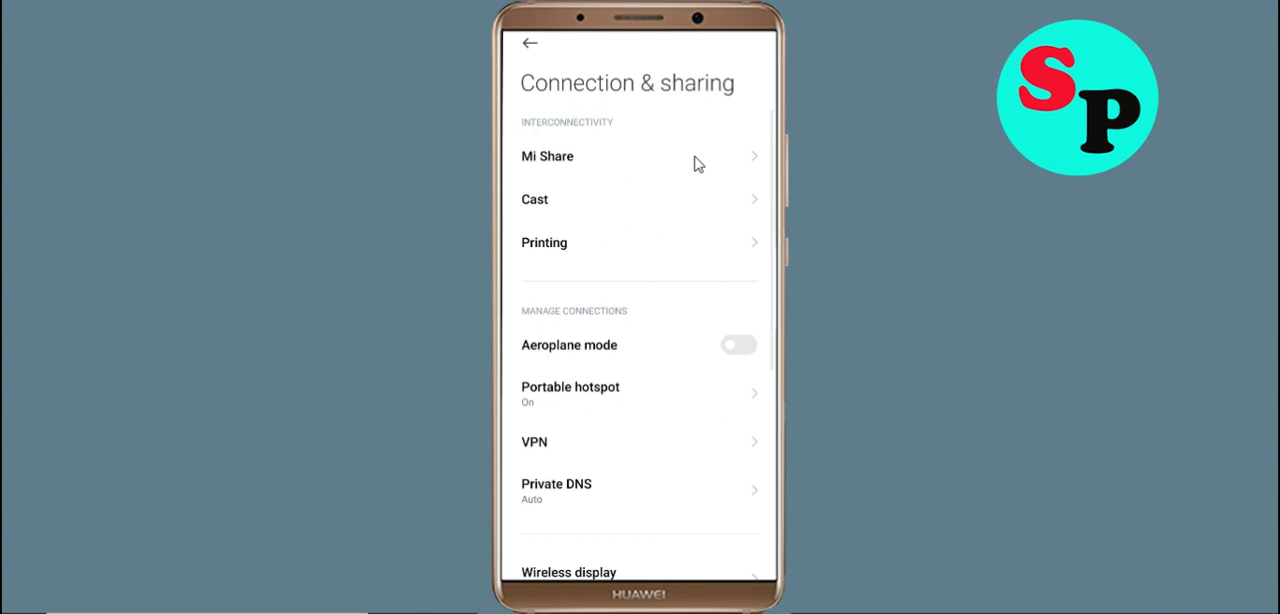 Connection & sharing
INTERCONNECTIVITY
Mi Share
Cast
Printing
MANAGE CONNECTIONS
Aeroplane mode
Portable hotspot
On
VPN
Private DNS
Auto
Wireless display
HUAWEI
SP